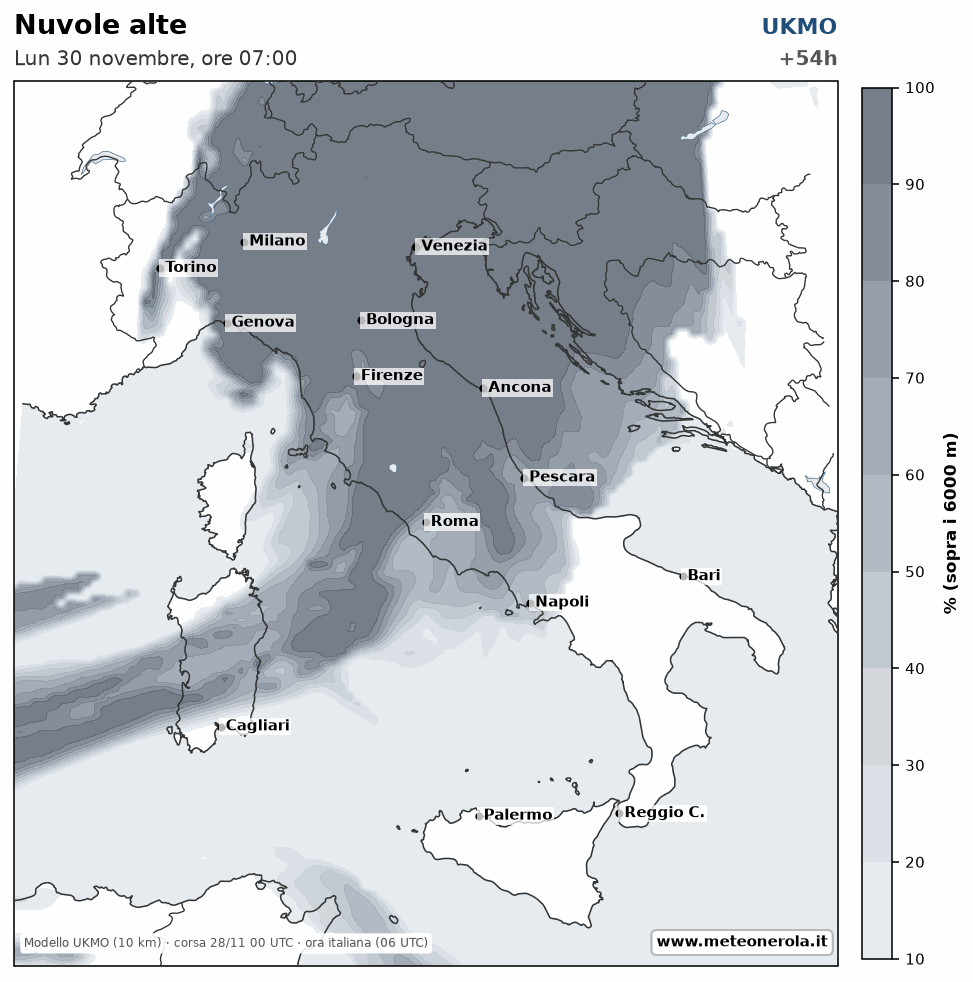 Nuvole alte
UKMO
Lun 30 novembre, ore 07:00
+54h
Milano
Venezia
Torino
Genova
Bologna
Firenze
Ancona
Pescara
Roma
Bari
Napoli
Cagliari
Palermo
Reggio C.
Modello UKMO (10 km) · corsa 28/11 00 UTC · ora italiana (06 UTC)
www.meteonerola.it
100
90
80
70
60
50
40
30
20
10
% (sopra i 6000 m)